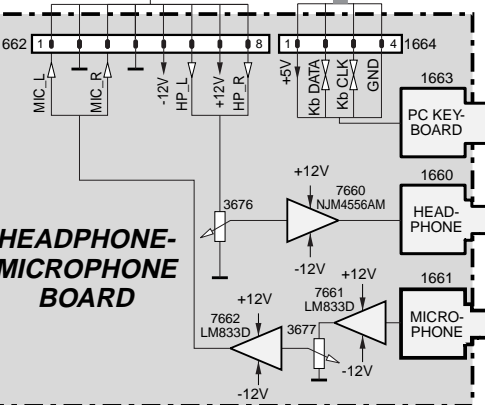 662 1 8 1 4 1664
MIC_L
MIC_R
-12V
HP_L
+12V
HP_R
+5V
Kb DATA
Kb CLK
GND
1663
PC KEY-
BOARD
1660
HEAD-
PHONE
+12V
7660
NJM4556AM
3676
-12V
HEADPHONE-
MICROPHONE
BOARD
1661
MICRO-
PHONE
+12V
7661
LM833D
-12V
3677
+12V
7662
LM833D
-12V